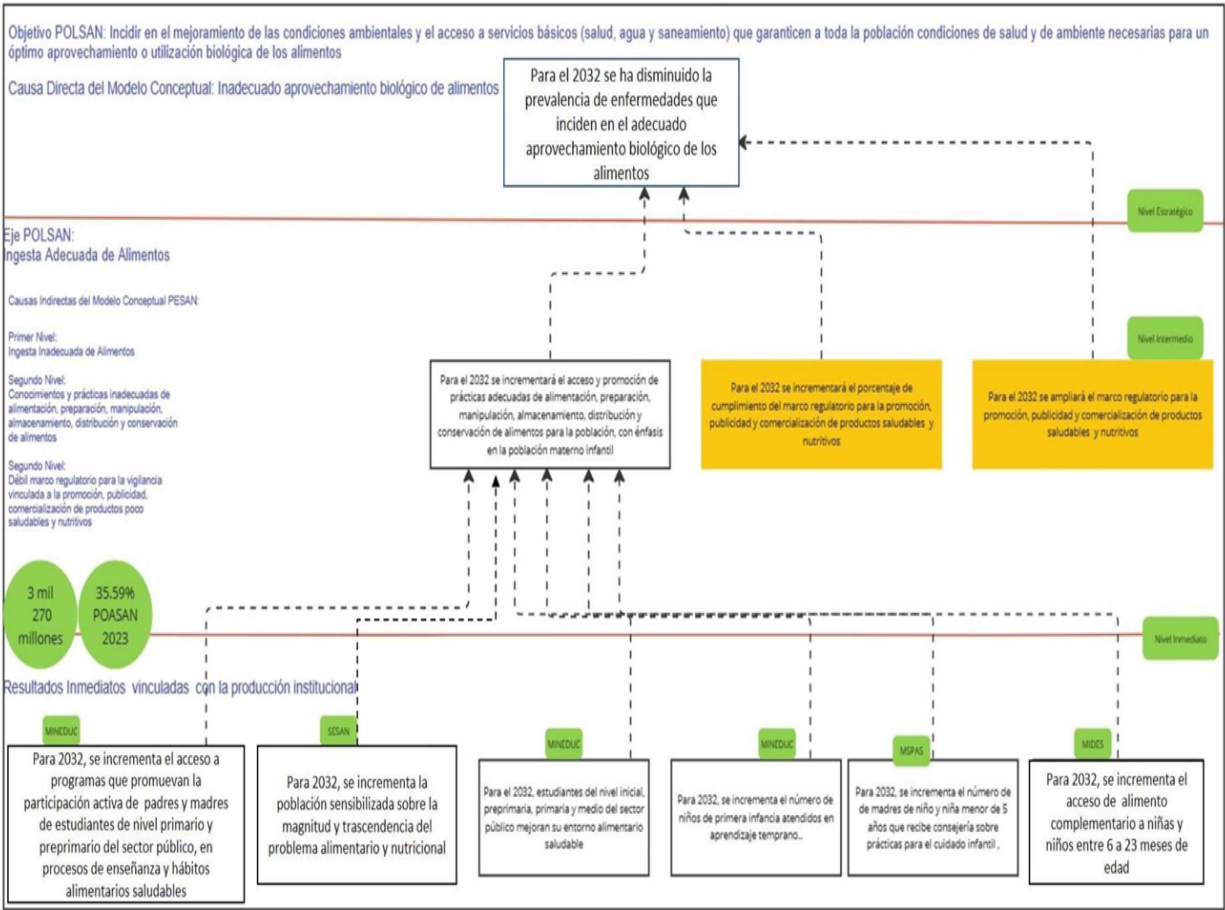 Objetivo POLSAN: Incidir en el mejoramiento de las condiciones ambientales y el acceso a servicios básicos (salud, agua y saneamiento) que garanticen a toda la población condiciones de salud y de ambiente necesarias para un
óptimo aprovechamiento o utilización biológica de los alimentos
Causa Directa del Modelo Conceptual: Inadecuado aprovechamiento biológico de alimentos
Para el 2032 se ha disminuido la
prevalencia de enfermedades que
inciden en el adecuado
aprovechamiento biológico de los
alimentos
Nivel Estratégico
Eje POLSAN:
Ingesta Adecuada de Alimentos
Causas Indirectas del Modelo Conceptual PESAN:
Primer Nivel:
Ingesta Inadecuada de Alimentos
Segundo Nivel:
Conocimientos y prácticas inadecuadas de
alimentación, preparación, manipulación,
almacenamiento, distribución y conservación
de alimentos
Segundo Nivel:
Débil marco regulatorio para la vigilancia
vinculada a la promoción, publicidad,
comercialización de productos poco
saludables y nutritivos
Nivel Intermedio
Para el 2032 se incrementará el acceso y promoción de
prácticas adecuadas de alimentación, preparación,
manipulación, almacenamiento, distribución y
conservación de alimentos para la población, con énfasis
en la población materno infantil
Para el 2032 se incrementará el porcentaje de
cumplimiento del marco regulatorio para la promoción,
publicidad y comercialización de productos saludables y
nutritivos
Para el 2032 se ampliará el marco regulatorio para la
promoción, publicidad y comercialización de productos
saludables y nutritivos
3 mil
270
millones
35.59%
POASAN
2023
Nivel Inmediato
Resultados Inmediatos vinculadas con la producción institucional
MINEDUC
Para 2032, se incrementa el acceso a
programas que promuevan la
participación activa de padres y madres
de estudiantes de nivel primario y
preprimario del sector público, en
procesos de enseñanza y hábitos
alimentarios saludables
SESAN
Para 2032, se incrementa la
población sensibilizada sobre la
magnitud y trascendencia del
problema alimentario y nutricional
MINEDUC
Para el 2032, estudiantes del nivel inicial,
preprimaria, primaria y medio del sector
público mejoran su entorno alimentario
saludable
MINEDUC
Para 2032, se incrementa el número de
niños de primera infancia atendidos en
aprendizaje temprano..
MSPAS
Para 2032, se incrementa el número de
de madres de niño y niña menor de 5
años que recibe consejería sobre
prácticas para el cuidado infantil ,
MIDES
Para 2032, se incrementa el
acceso de alimento
complementario a niñas y
niños entre 6 a 23 meses de
edad